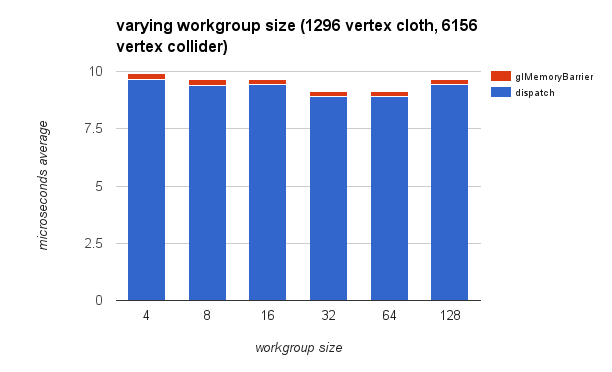 varying workgroup size (1296 vertex cloth, 6156
vertex collider)
glMemoryBarrier
dispatch
10
7.5
5
2.5
0
microseconds average
4 8 16 32 64 128
workgroup size